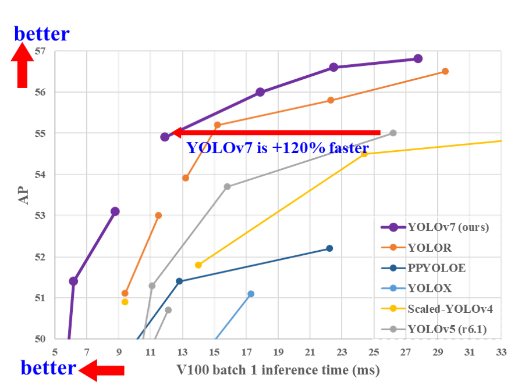 better
57
56
55
54
53
52
51
50
AP
YOLOv7 is +120% faster
YOLOv7 (ours)
YOLOR
PPYOLOE
YOLOX
Scaled-YOLOv4
YOLOv5 (r6.1)
5 7 9 11 13 15 17 19 21 23 25 27 29 31 33
better
V100 batch 1 inference time (ms)